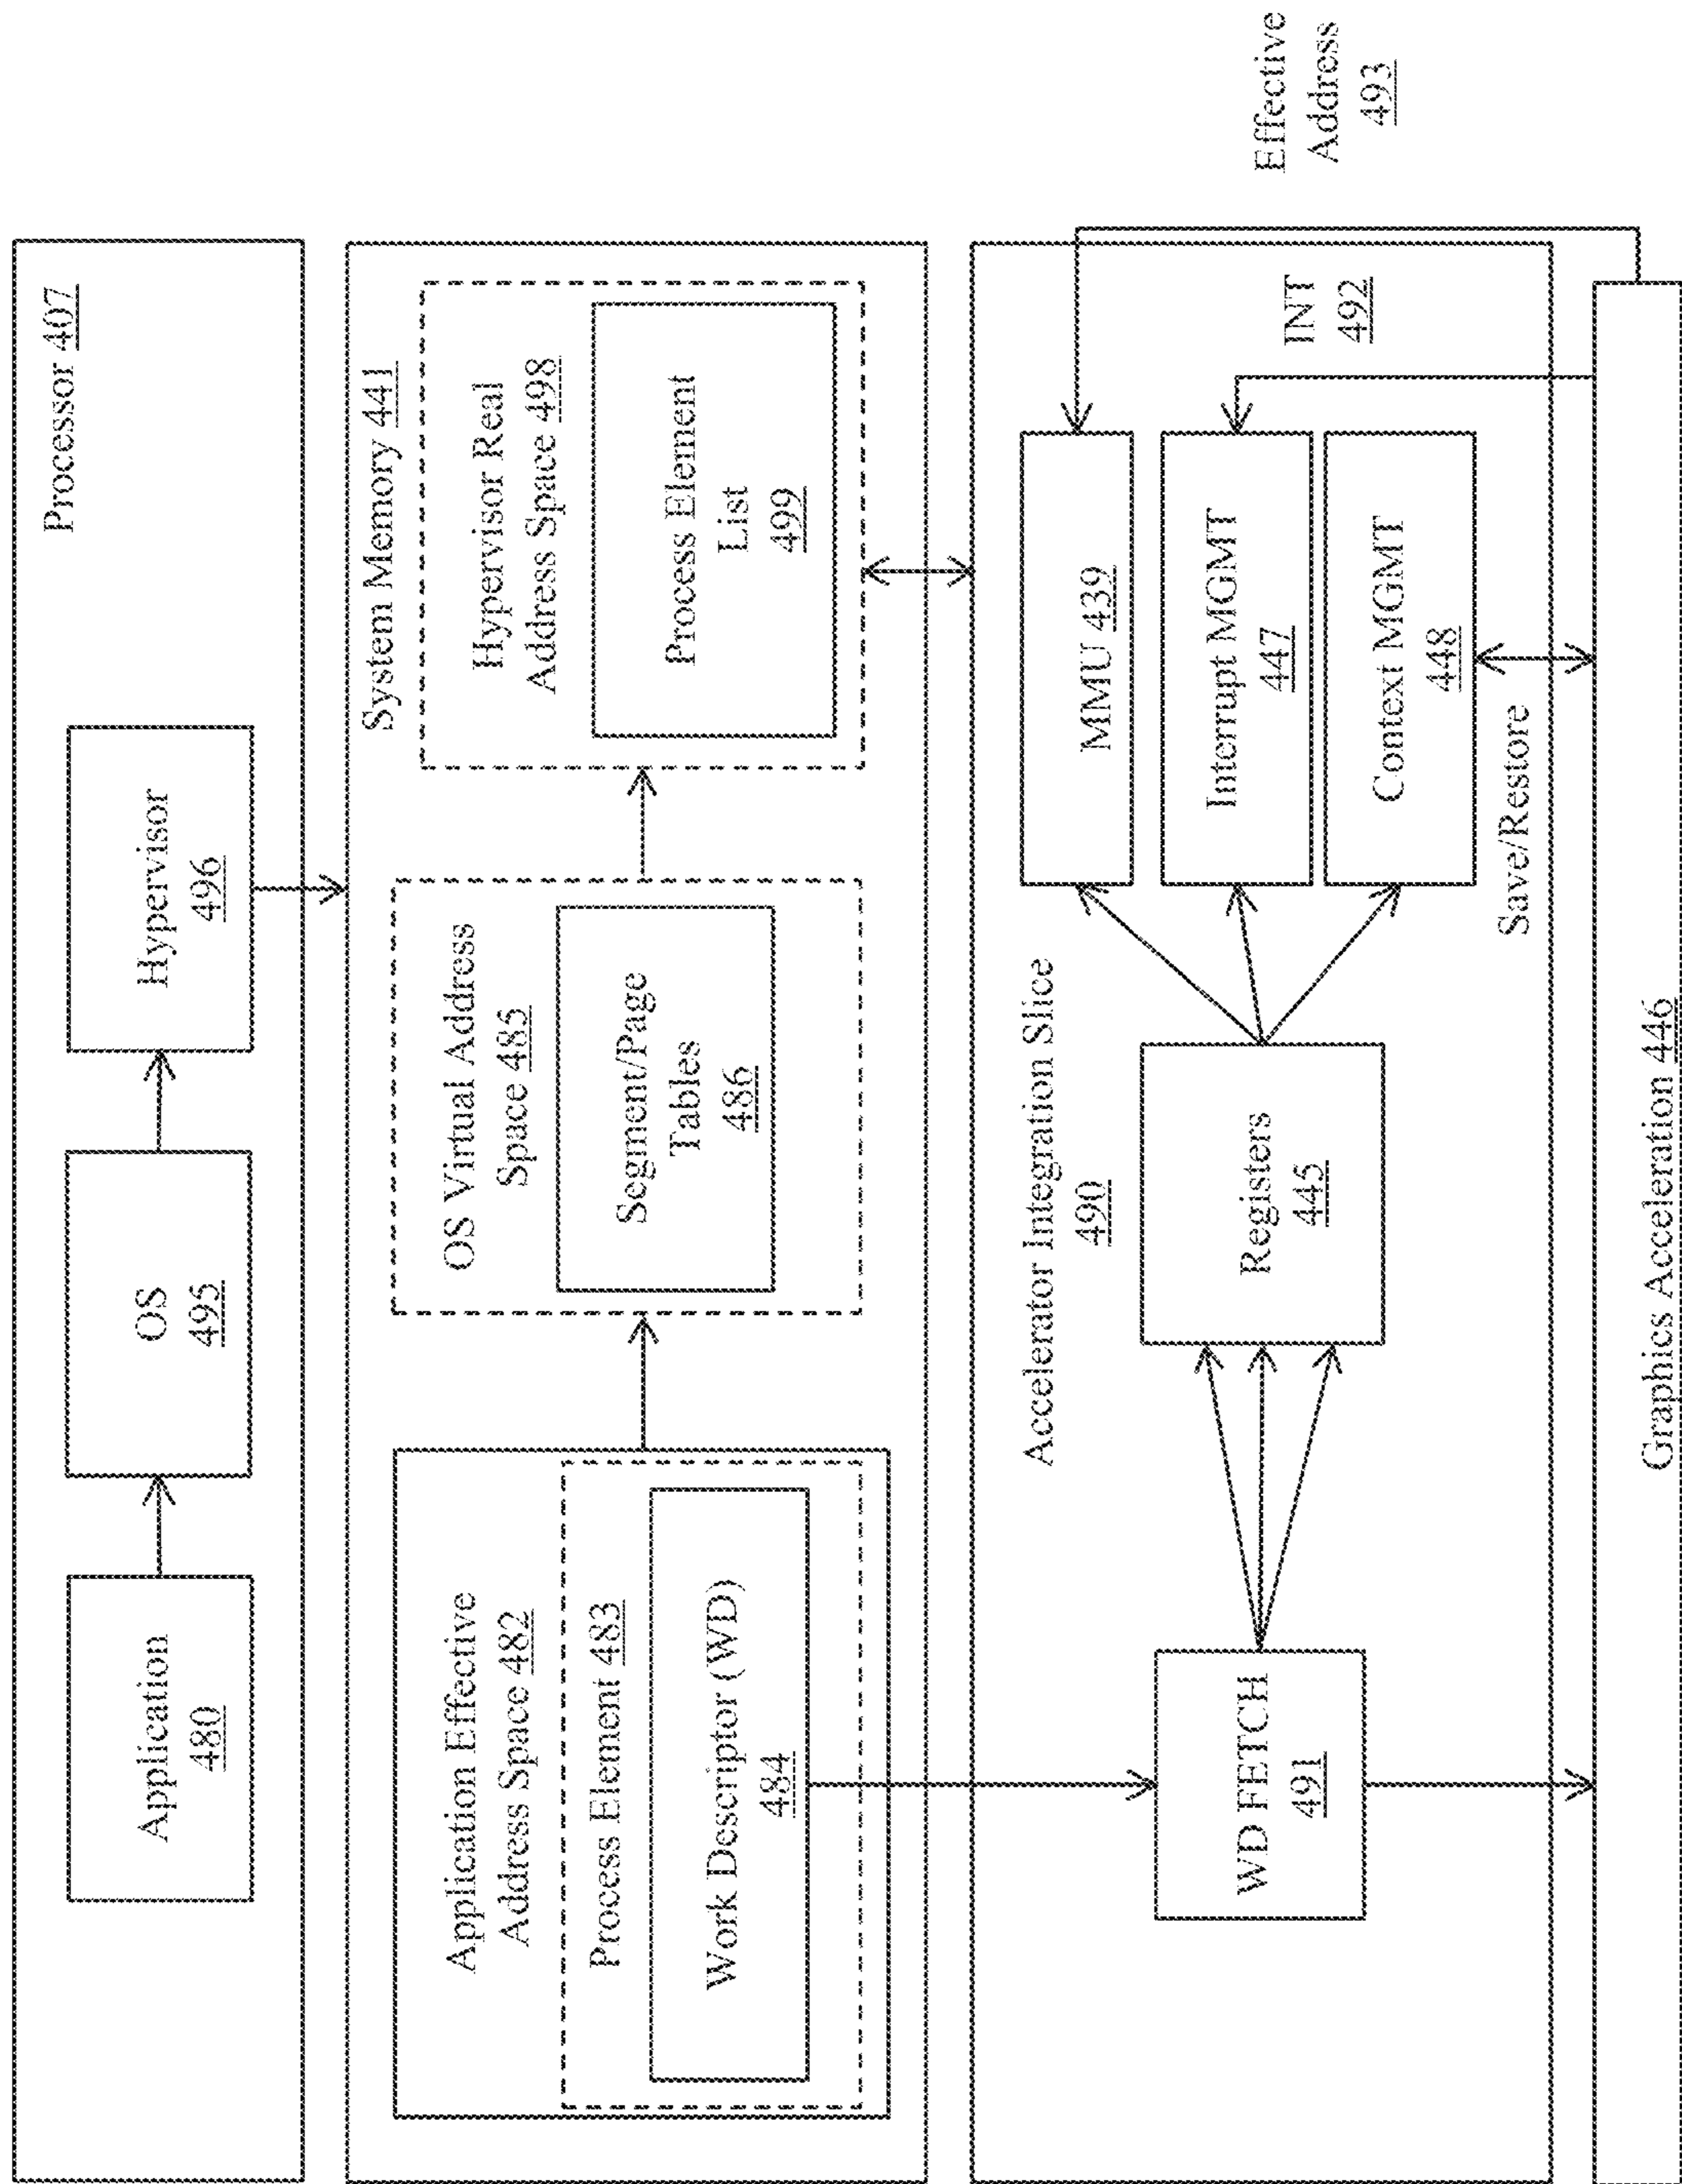 Processor 407
Application
480
OS
495
Hypervisor
496
System Memory 441
Application Effective
Address Space 482
Process Element 483
Work Descriptor (WD)
484
OS Virtual Address
Space 485
Segment/Page
Tables
486
Hypervisor Real
Address Space 498
Process Element
List
499
Accelerator Integration Slice
490
WD FETCH
491
Registers
445
MMU 439
Interrupt MGMT
447
Context MGMT
448
Save/Restore
INT
492
Effective
Address
493
Graphics Acceleration 446